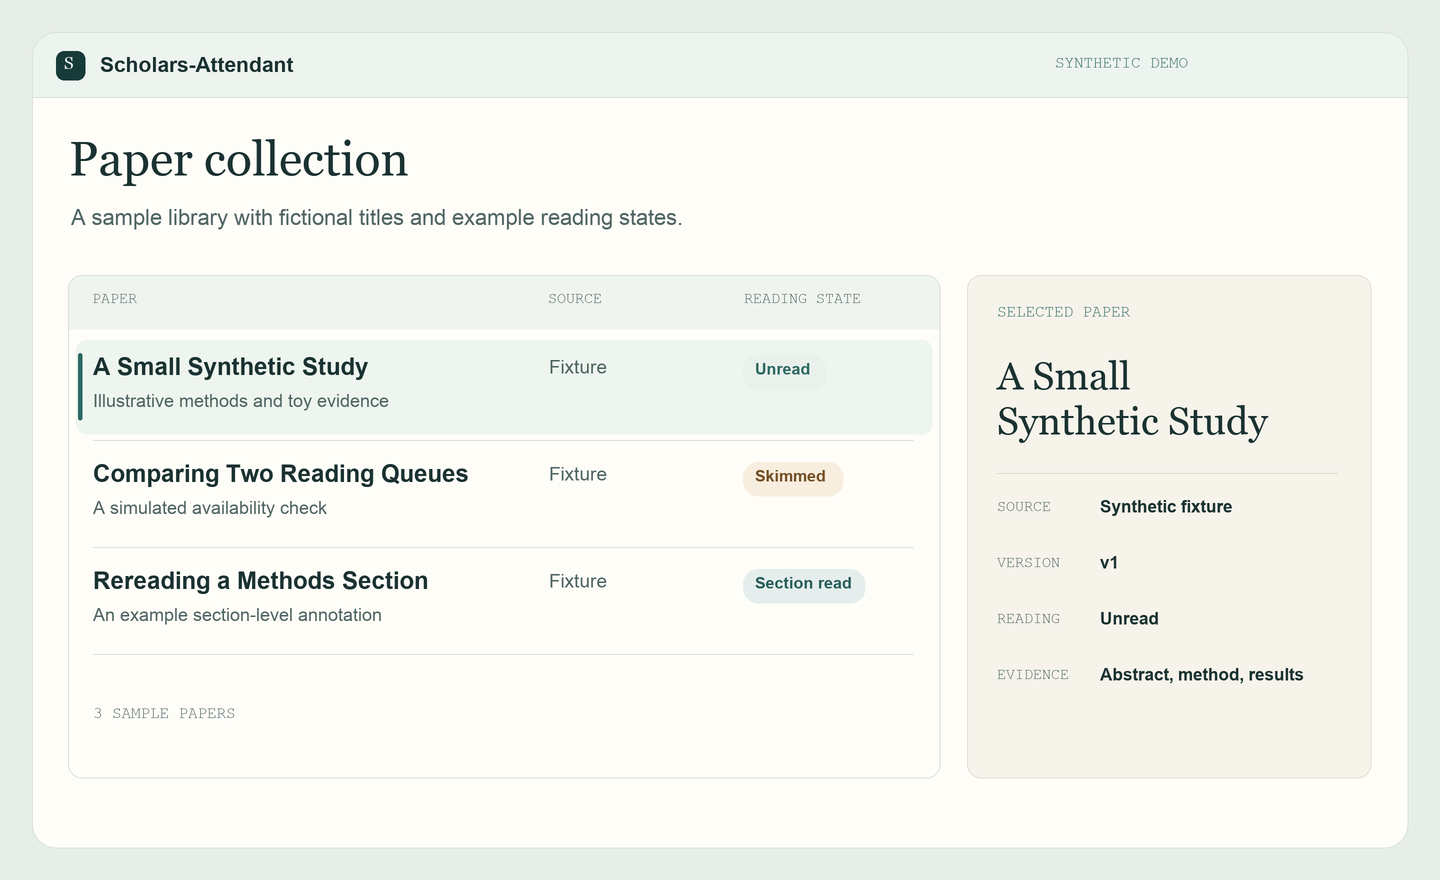 S
Scholars-Attendant
SYNTHETIC DEMO
Paper collection
A sample library with fictional titles and example reading states.
PAPER SOURCE READING STATE
A Small Synthetic Study Fixture Unread
Illustrative methods and toy evidence
Comparing Two Reading Queues Fixture Skimmed
A simulated availability check
Rereading a Methods Section Fixture Section read
An example section-level annotation
3 SAMPLE PAPERS
SELECTED PAPER
A Small
Synthetic Study
SOURCE Synthetic fixture
VERSION v1
READING Unread
EVIDENCE Abstract, method, results